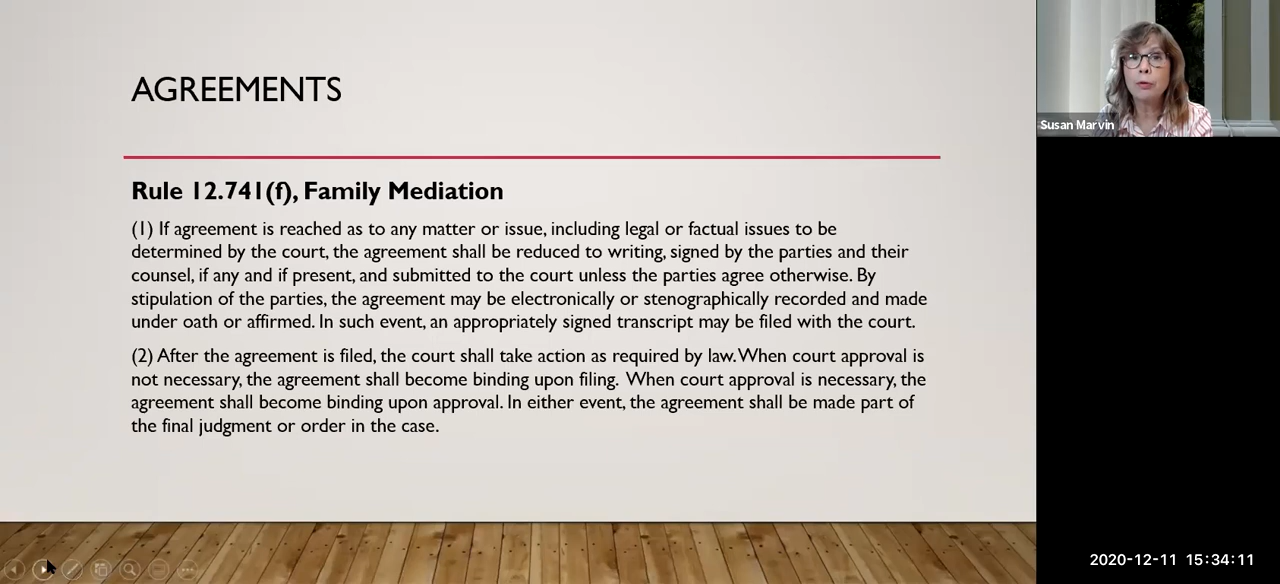 AGREEMENTS
Rule 12.741(f), Family Mediation
(1) If agreement is reached as to any matter or issue, including legal or factual issues to be
determined by the court, the agreement shall be reduced to writing, signed by the parties and their
counsel, if any and if present, and submitted to the court unless the parties agree otherwise. By
stipulation of the parties, the agreement may be electronically or stenographically recorded and made
under oath or affirmed. In such event, an appropriately signed transcript may be filed with the court.
(2) After the agreement is filed, the court shall take action as required by law. When court approval is
not necessary, the agreement shall become binding upon filing. When court approval is necessary, the
agreement shall become binding upon approval. In either event, the agreement shall be made part of
the final judgment or order in the case.
Susan Marvin
2020-12-11 15:34:11